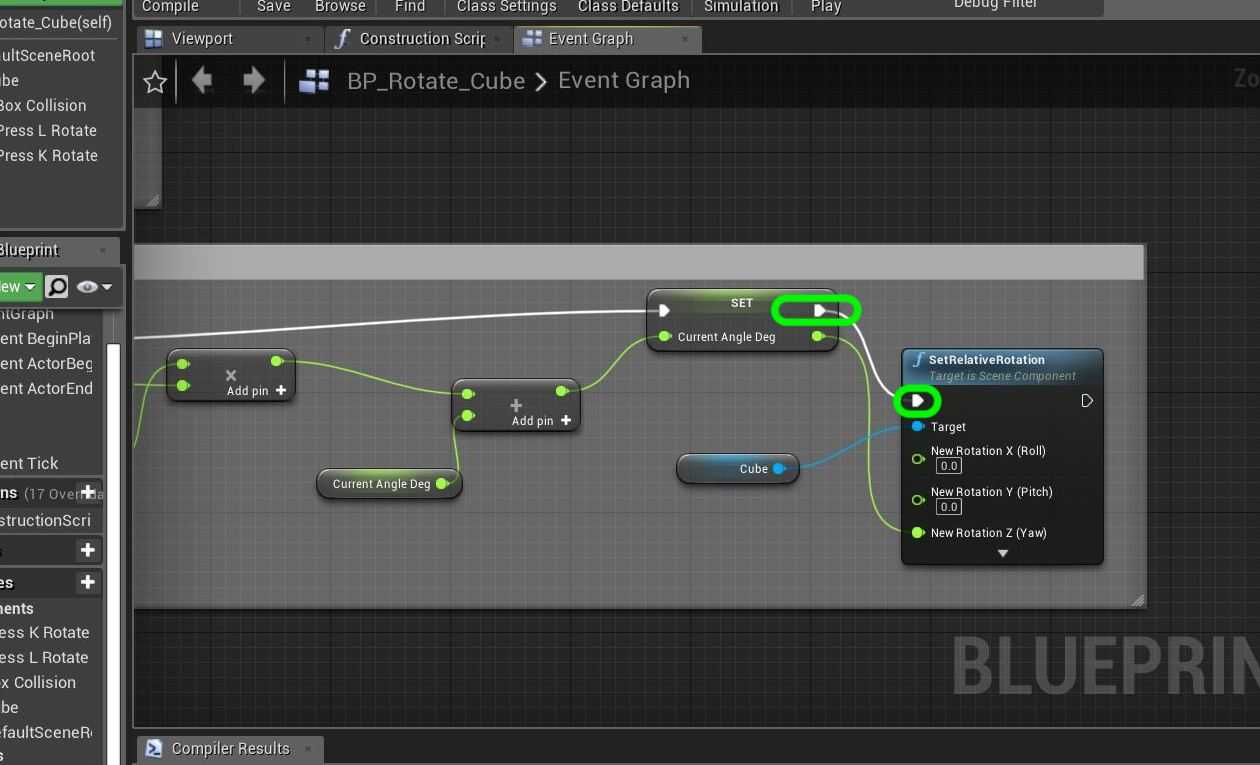 Compile Save Browse Find Class Settings Class Defaults Simulation Play Debug Filter
otate_Cube(self)
Viewport Construction Scrip Event Graph
aultSceneRoot
be
Box Collision
Press L Rotate
Press K Rotate
BP_Rotate_Cube > Event Graph
Zo
Blueprint
ew
ntGraph
ent BeginPla
ent ActorBeg
ent ActorEnd
ent Tick
ns (17 Overrida
structionScri
s
es
nents
ess K Rotate
ess L Rotate
x Collision
be
efaultSceneRo
s
SET
Current Angle Deg
×
Add pin +
+
Add pin +
Current Angle Deg
Cube
f SetRelativeRotation
Target is Scene Component
Target
New Rotation X (Roll)
0.0
New Rotation Y (Pitch)
0.0
New Rotation Z (Yaw)
BLUEPRIN
Compiler Results